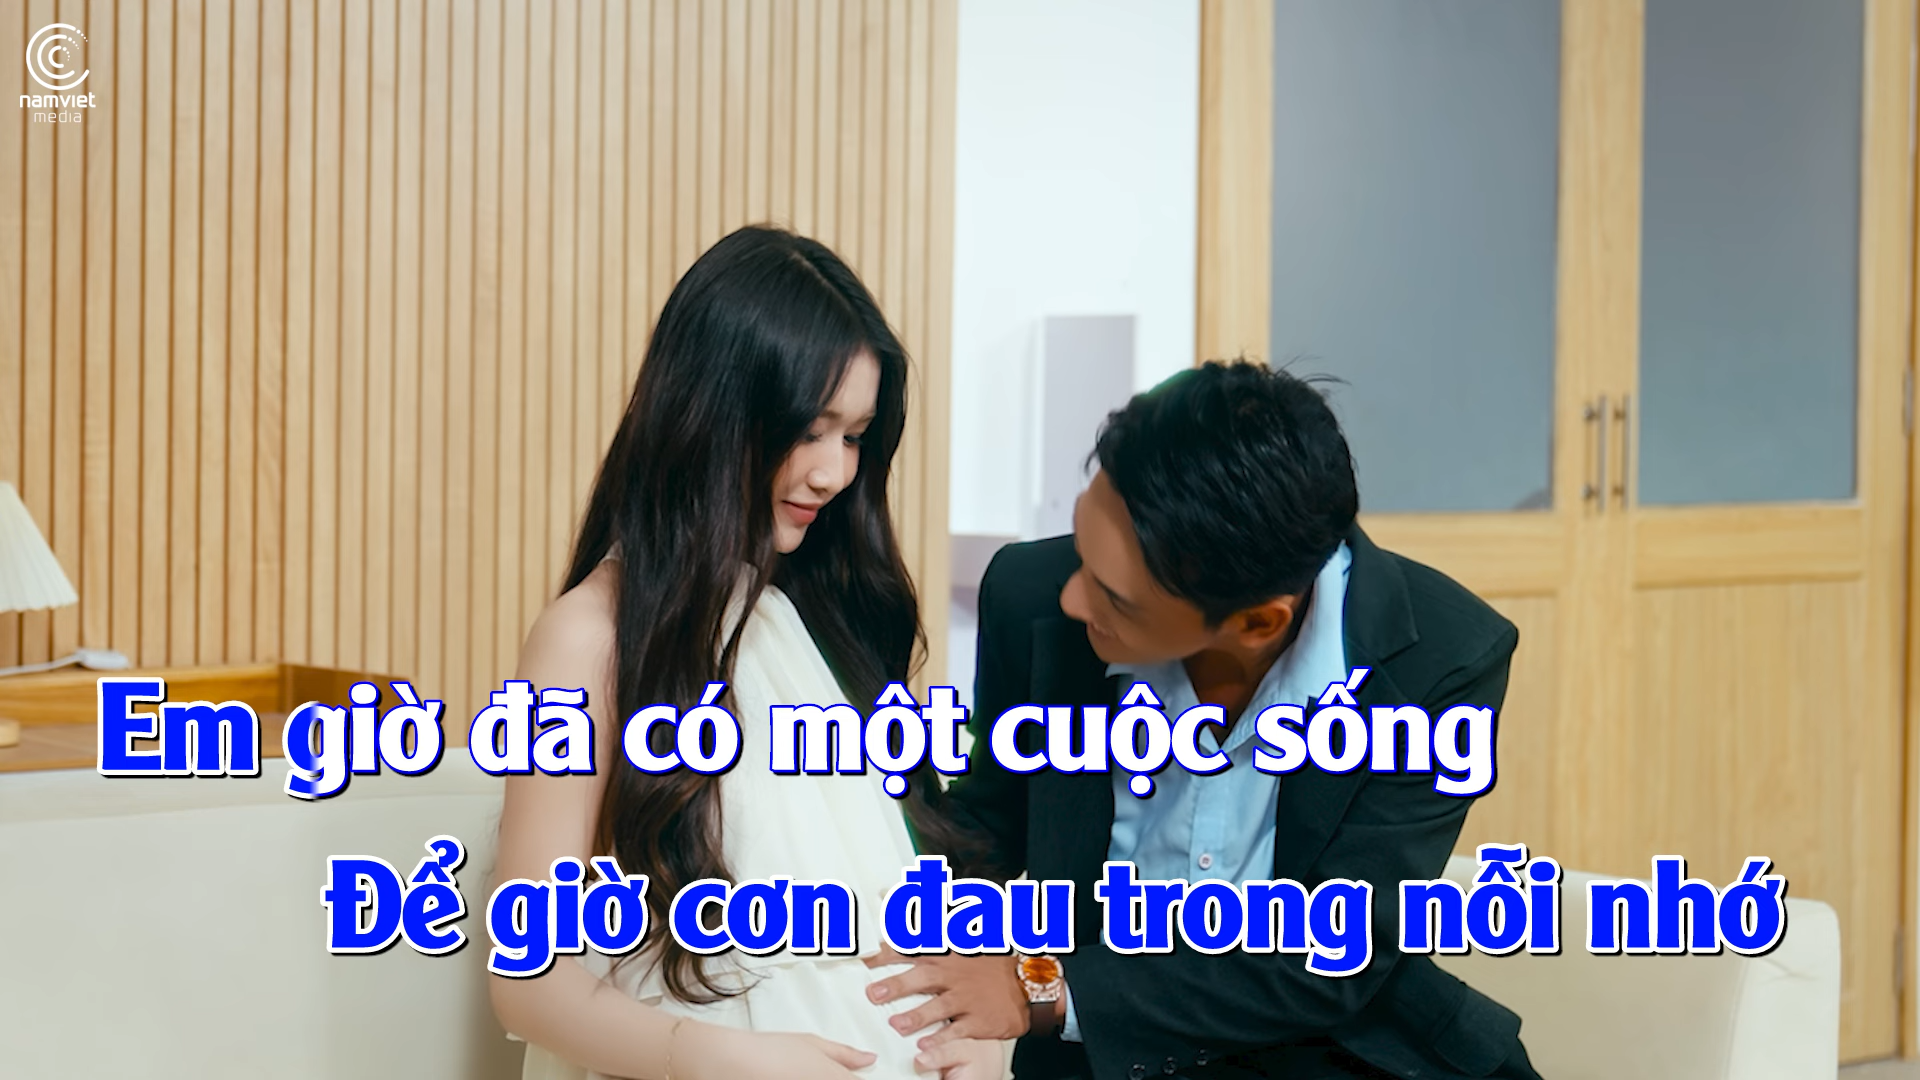 namviet
media
Em giờ đã có một cuộc sống
Để giờ cơn đau trong nỗi nhớ